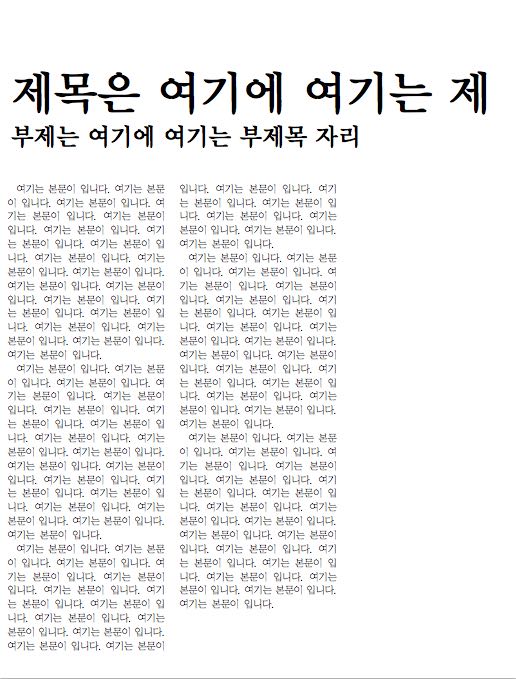 제목은 여기에 여기는 제
부제는 여기에 여기는 부제목 자리
여기는 본문이 입니다. 여기는 본문
이 입니다. 여기는 본문이 입니다. 여
기는 본문이 입니다. 여기는 본문이
입니다. 여기는 본문이 입니다. 여기
는 본문이 입니다. 여기는 본문이 입
니다. 여기는 본문이 입니다. 여기는
본문이 입니다. 여기는 본문이 입니다.
여기는 본문이 입니다. 여기는 본문이
입니다. 여기는 본문이 입니다. 여기
는 본문이 입니다. 여기는 본문이 입
니다. 여기는 본문이 입니다. 여기는
본문이 입니다. 여기는 본문이 입니다.
여기는 본문이 입니다.
여기는 본문이 입니다. 여기는 본문
이 입니다. 여기는 본문이 입니다. 여
기는 본문이 입니다. 여기는 본문이
입니다. 여기는 본문이 입니다. 여기
는 본문이 입니다. 여기는 본문이 입
니다. 여기는 본문이 입니다. 여기는
본문이 입니다. 여기는 본문이 입니다.
여기는 본문이 입니다. 여기는 본문이
입니다. 여기는 본문이 입니다. 여기
는 본문이 입니다. 여기는 본문이 입
니다. 여기는 본문이 입니다. 여기는
본문이 입니다. 여기는 본문이 입니다.
여기는 본문이 입니다.
여기는 본문이 입니다. 여기는 본문
이 입니다. 여기는 본문이 입니다. 여
기는 본문이 입니다. 여기는 본문이
입니다. 여기는 본문이 입니다. 여기
는 본문이 입니다. 여기는 본문이 입
니다. 여기는 본문이 입니다. 여기는
본문이 입니다. 여기는 본문이 입니다.
여기는 본문이 입니다. 여기는 본문이
입니다. 여기는 본문이 입니다. 여기
는 본문이 입니다. 여기는 본문이 입
니다. 여기는 본문이 입니다. 여기는
본문이 입니다. 여기는 본문이 입니다.
여기는 본문이 입니다.
여기는 본문이 입니다. 여기는 본문
이 입니다. 여기는 본문이 입니다. 여
기는 본문이 입니다. 여기는 본문이
입니다. 여기는 본문이 입니다. 여기
는 본문이 입니다. 여기는 본문이 입
니다. 여기는 본문이 입니다. 여기는
본문이 입니다. 여기는 본문이 입니다.
여기는 본문이 입니다. 여기는 본문이
입니다. 여기는 본문이 입니다. 여기
는 본문이 입니다. 여기는 본문이 입
니다. 여기는 본문이 입니다. 여기는
본문이 입니다. 여기는 본문이 입니다.
여기는 본문이 입니다.
여기는 본문이 입니다. 여기는 본문
이 입니다. 여기는 본문이 입니다. 여
기는 본문이 입니다. 여기는 본문이
입니다. 여기는 본문이 입니다. 여기
는 본문이 입니다. 여기는 본문이 입
니다. 여기는 본문이 입니다. 여기는
본문이 입니다. 여기는 본문이 입니다.
여기는 본문이 입니다. 여기는 본문이
입니다. 여기는 본문이 입니다. 여기
는 본문이 입니다. 여기는 본문이 입
니다. 여기는 본문이 입니다. 여기는
본문이 입니다. 여기는 본문이 입니다.
여기는 본문이 입니다.